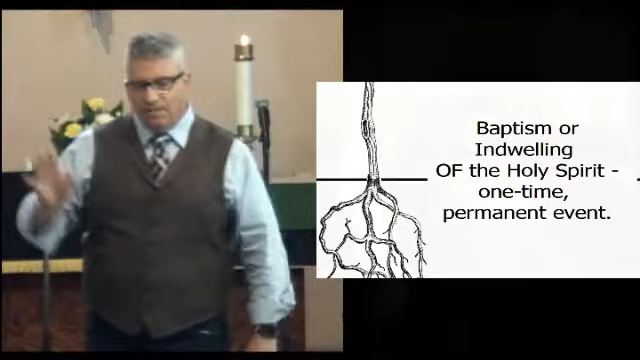 Baptism or
Indwelling
OF the Holy Spirit -
one-time,
permanent event.